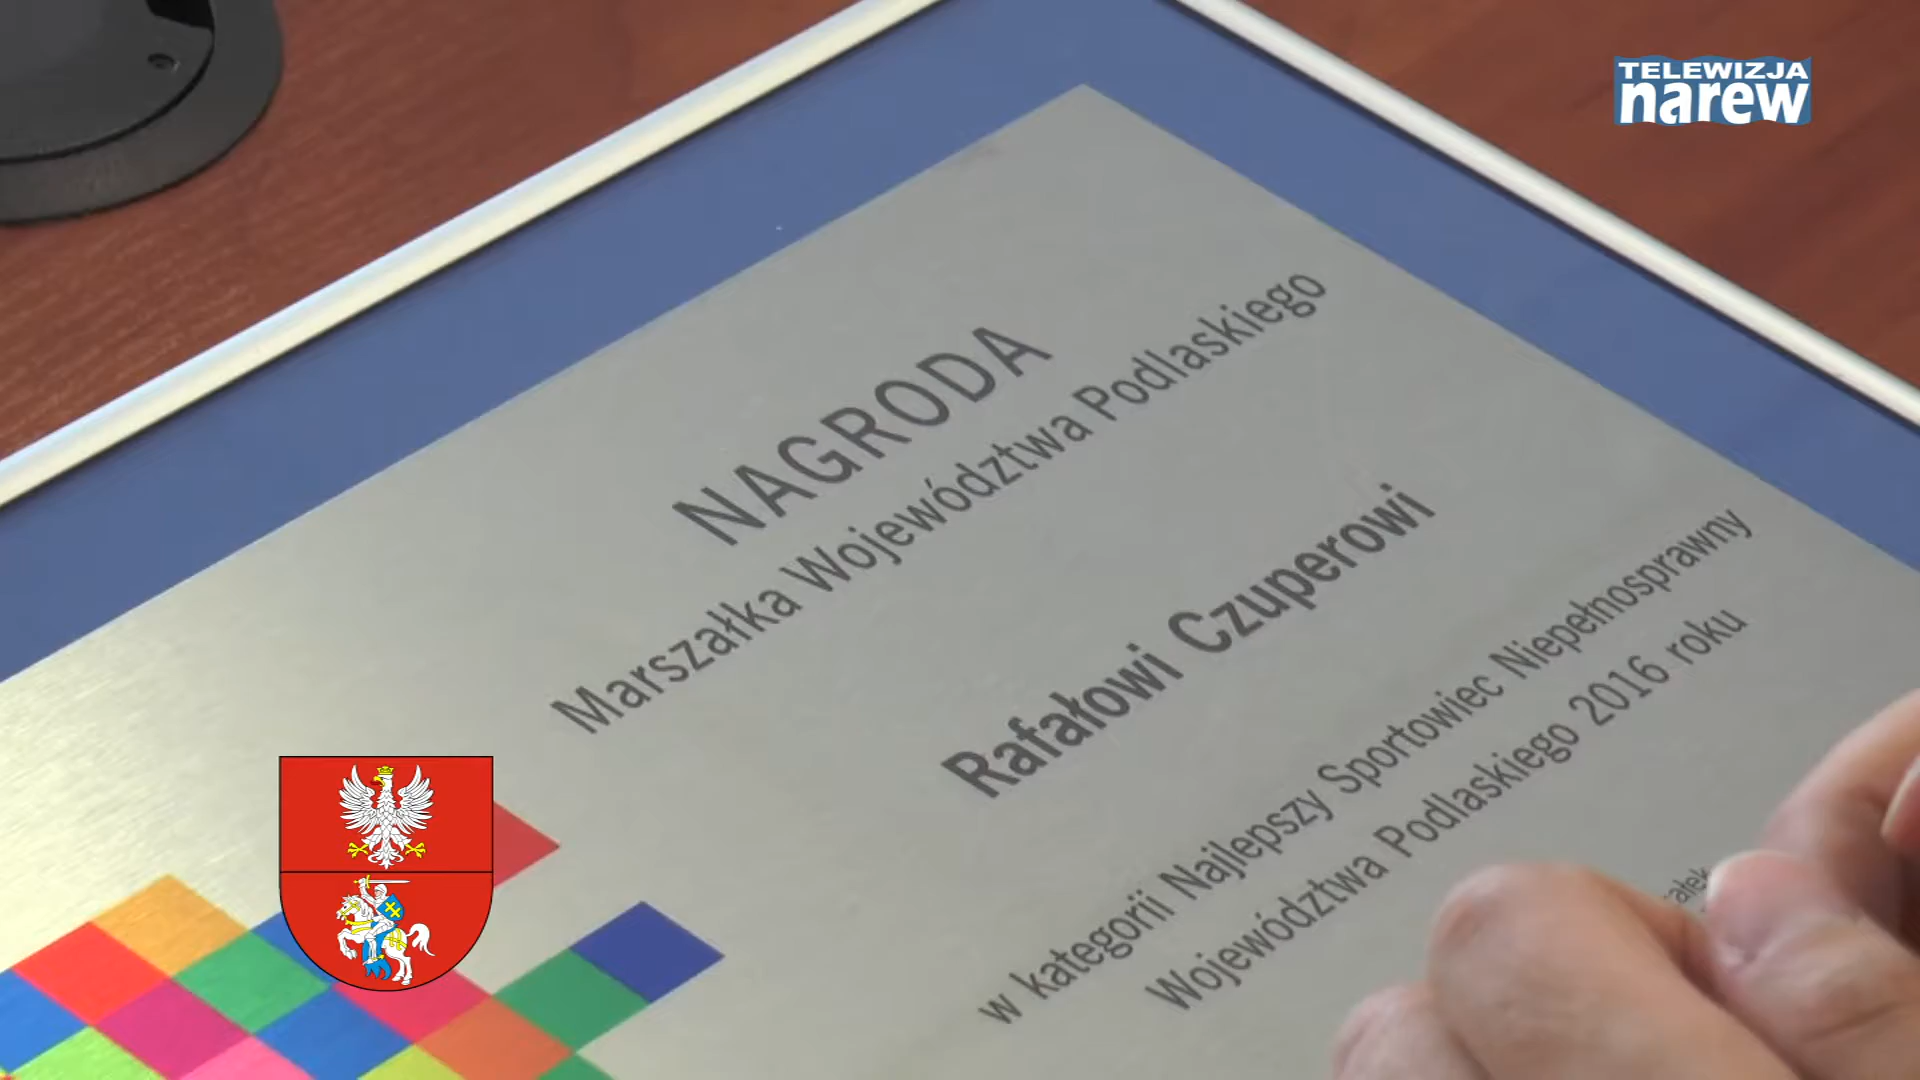 TELEWIZJA
narew
NAGRODA
Marszałka Województwa Podlaskiego
Rafałowi Czuperowi
w kategorii Najlepszy Sportowiec Niepełnosprawny
Województwa Podlaskiego 2016 roku